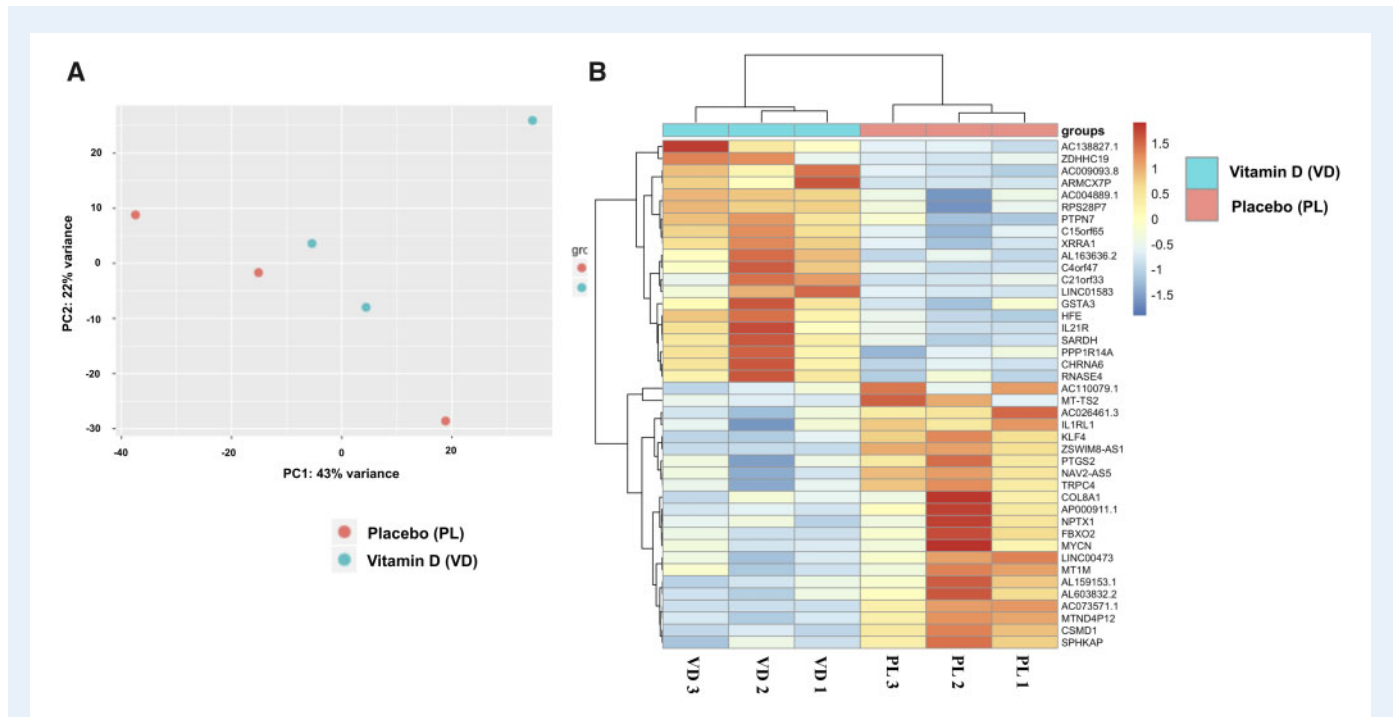 A
20
10
0
-10
-20
-30
-40
-20
0
20
PC2: 22% variance
PC1: 43% variance
Placebo (PL)
Vitamin D (VD)
grc
B
groups
AC138827.1
ZDHHC19
AC009093.8
ARMCX7P
AC004889.1
RPS28P7
PTPN7
C15orf65
XRRA1
AL163636.2
C4orf47
C21orf33
LINC01583
GSTA3
HFE
IL21R
SARDH
PPP1R14A
CHRNA6
RNASE4
AC110079.1
MT-TS2
AC026461.3
IL1RL1
KLF4
ZSWIM8-AS1
PTGS2
NAV2-AS5
TRPC4
COL8A1
AP000911.1
NPTX1
FBXO2
MYCN
LINC00473
MT1M
AL159153.1
AL603832.2
AC073571.1
MTND4P12
CSMD1
SPHKAP
VD 3
VD 2
VD 1
PL 3
PL 2
PL 1
1.5
1
0.5
0
-0.5
-1
-1.5
Vitamin D (VD)
Placebo (PL)